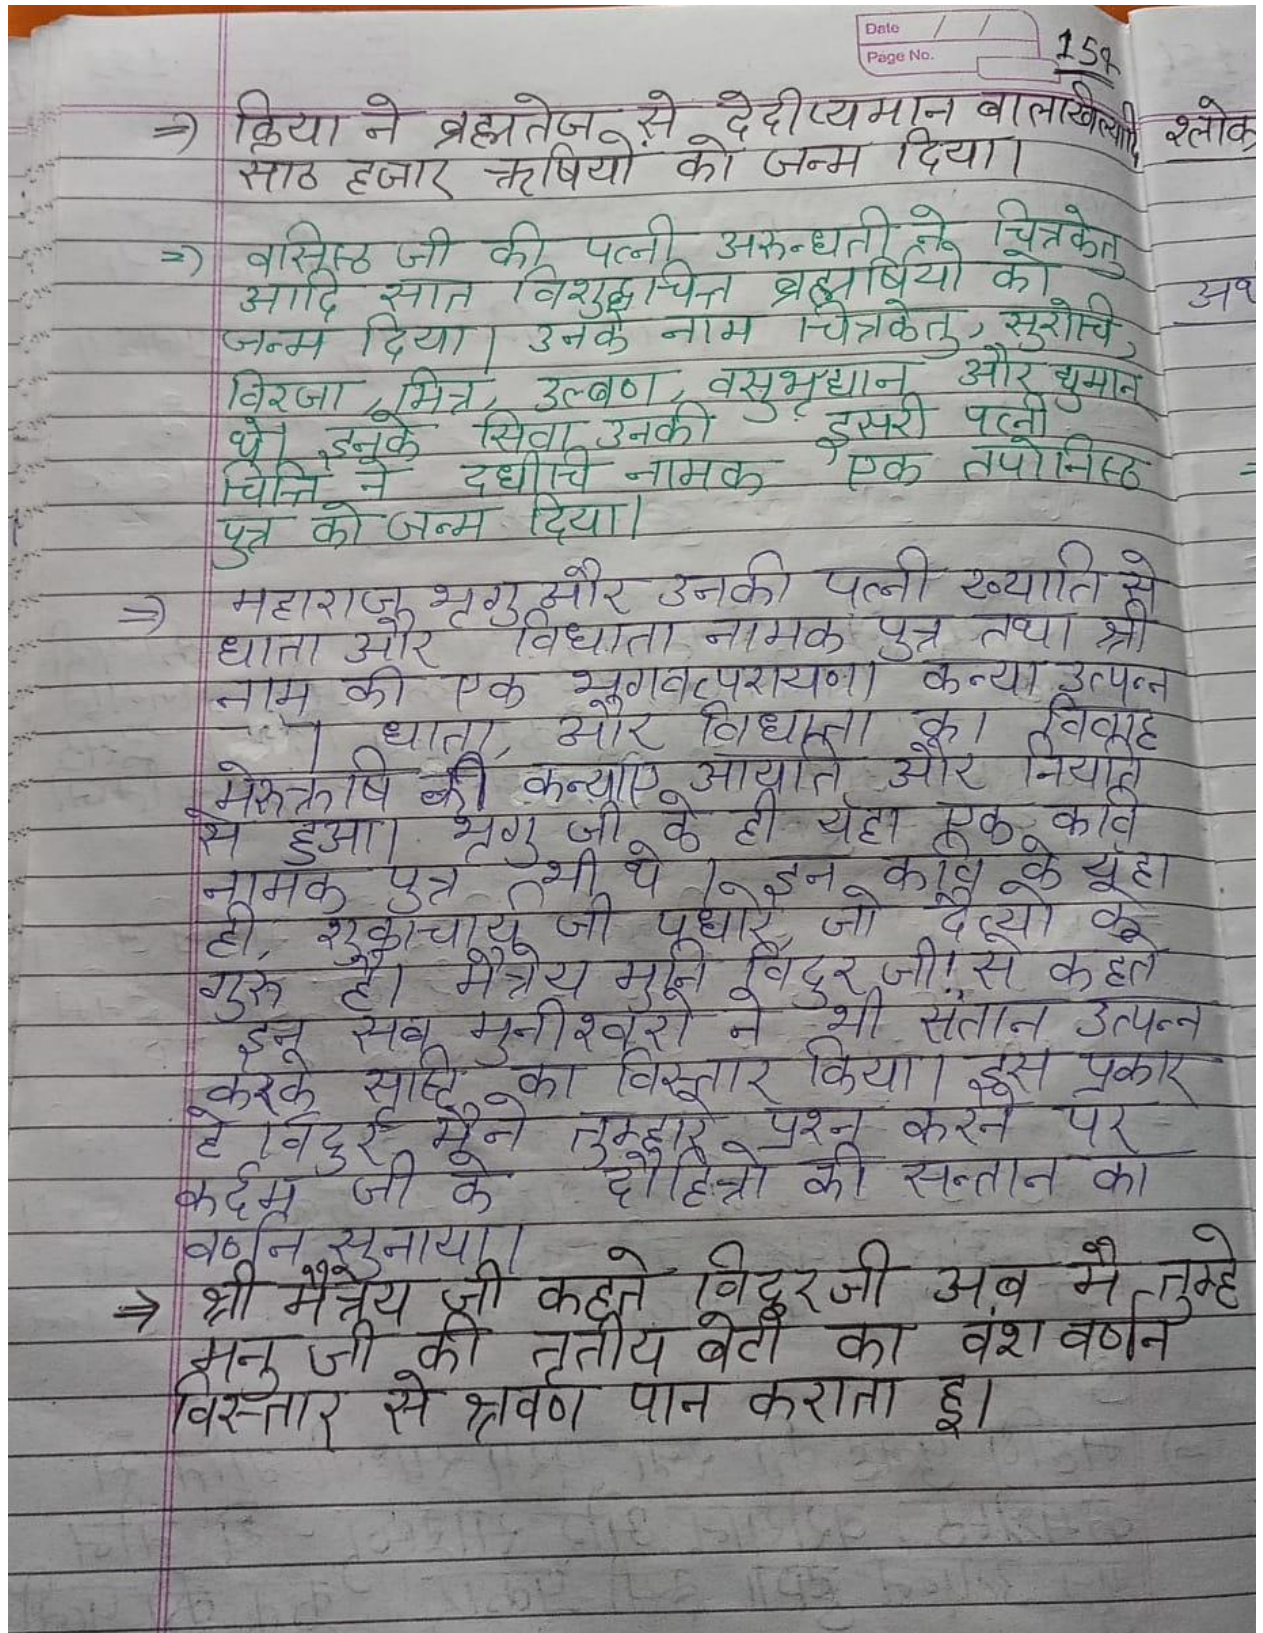 Date / /
Page No.
157
=> क्रिया ने ब्रह्मतेज से देदीप्यमान बालखिल्यादि
साठ हजार ऋषियों को जन्म दिया।
=> वसिस्ठ जी की पत्नी अरुन्धती ने चित्रकेतु
आदि सात विशुद्धचित्त ब्रह्मर्षियों को
जन्म दिया। उनके नाम चित्रकेतु, सुरोचि,
विरजा, मित्र, उल्बण, वसुभृद्यान और द्युमान
थे। इनके सिवा उनकी दूसरी पत्नी
चित्ति ने दधीचि नामक एक तपोनिस्ठ
पुत्र को जन्म दिया।
=> महाराज भृगु और उनकी पत्नी ख्याति से
धाता और विधाता नामक पुत्र तथा श्री
नाम की एक भगवत्परायणा कन्या उत्पन्न
। धाता, और विधाता का विवाह
मेरुऋषि की कन्याएं आयति और नियति
से हुआ। भृगु जी के ही यहा एक कवि
नामक पुत्र भी थे। इन कवि के यहा
ही, शुक्राचार्य जी पधारे, जो दैत्यो के
गुरु है। मैत्रेय मुनि विदुर जी! से कहते
इन सब मुनीश्वरो ने भी संतान उत्पन्न
करके सृष्टि का विस्तार किया। इस प्रकार
हे विदुर मैने तुम्हारे प्रश्न करने पर
कर्दम जी के दौहित्रो की सन्तान का
वर्णन सुनाया।
=> श्री मैत्रेय जी कहते विदुरजी अब मै तुम्हे
मनु जी की तृतीय बेटी का वंश वर्णन
विस्तार से श्रवण पान कराता हू।
श्लोक